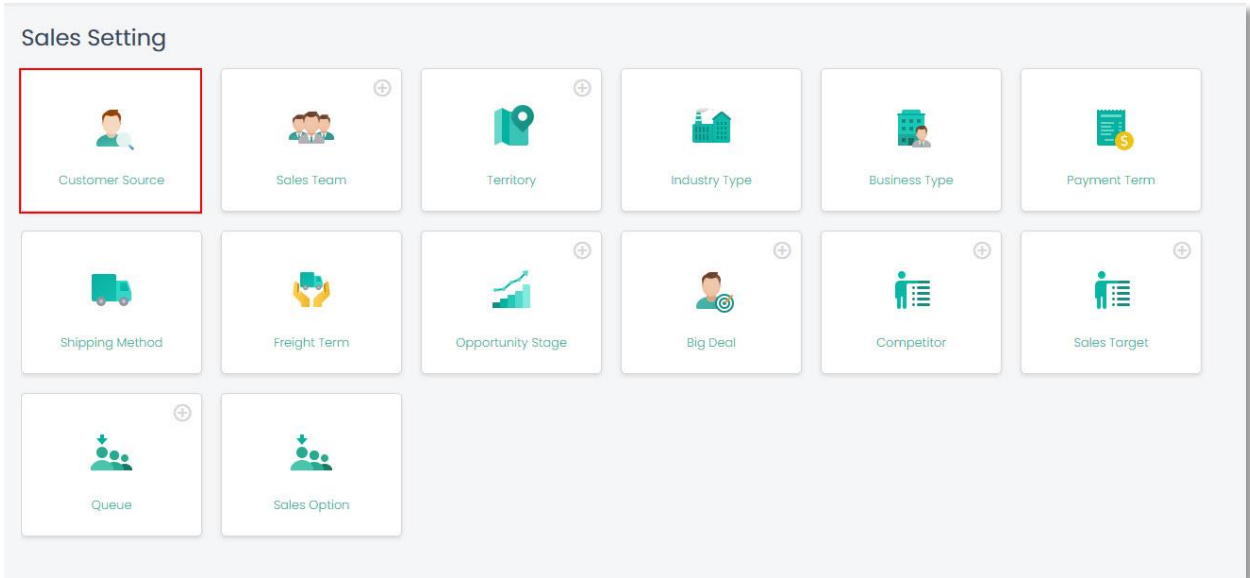 Sales Setting
Customer Source
Sales Team
Territory
Industry Type
Business Type
Payment Term
Shipping Method
Freight Term
Opportunity Stage
Big Deal
Competitor
Sales Target
Queue
Sales Option